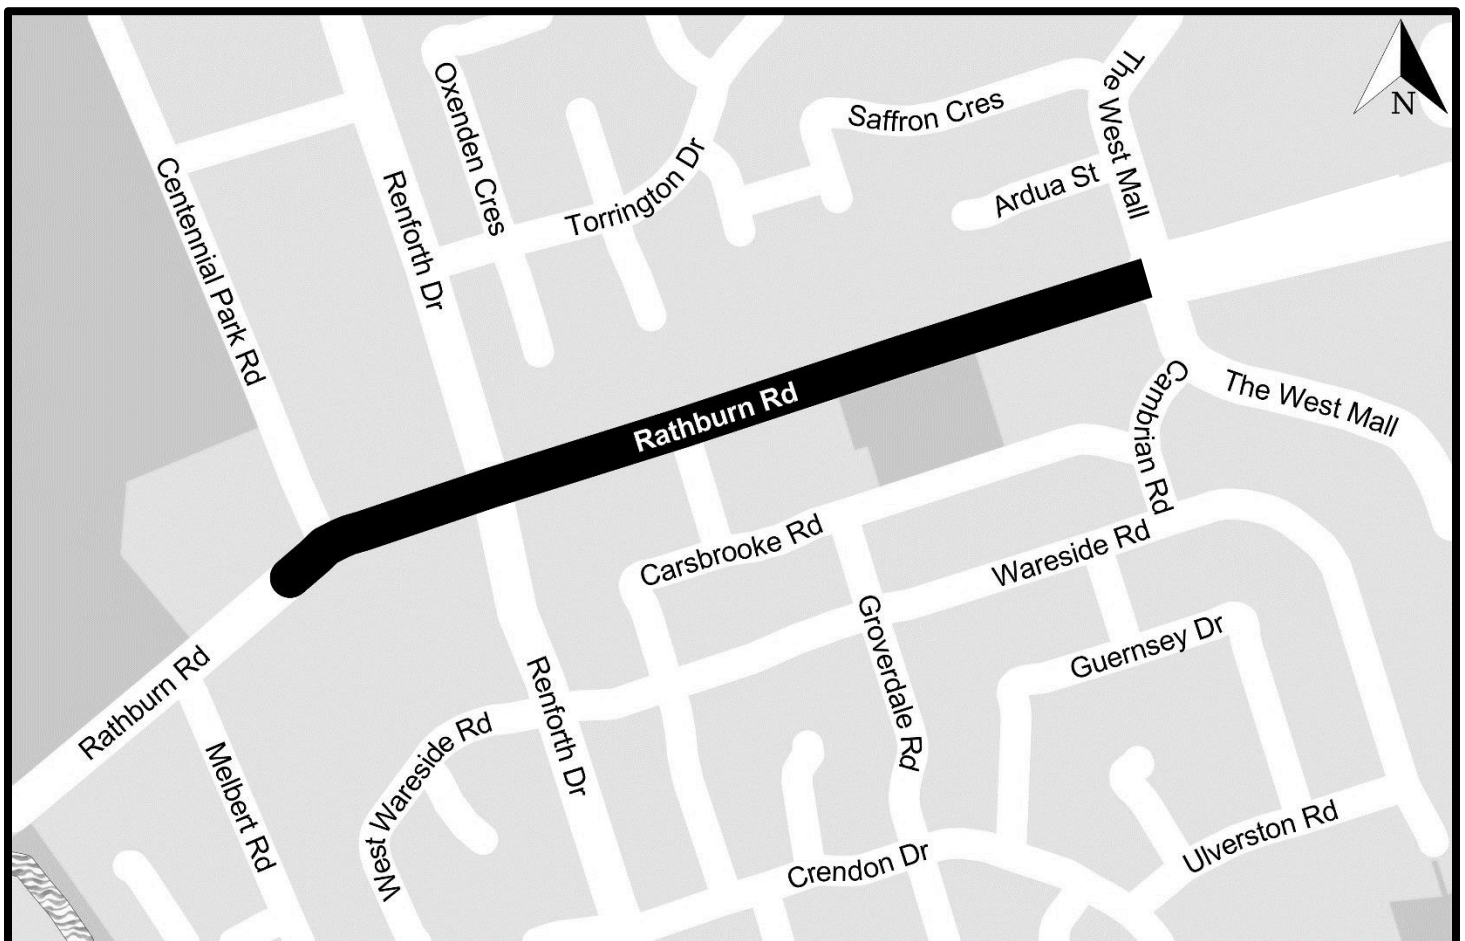 Oxenden Cres
The West Mall
N
Saffron Cres
Centennial Park Rd
Renforth Dr
Torrington Dr
Ardua St
Rathburn Rd
Cambrian Rd
The West Mall
Carsbrooke Rd
Wareside Rd
Groverdale Rd
Guernsey Dr
Rathburn Rd
Renforth Dr
West Wareside Rd
Melbert Rd
Crendon Dr
Ulverston Rd